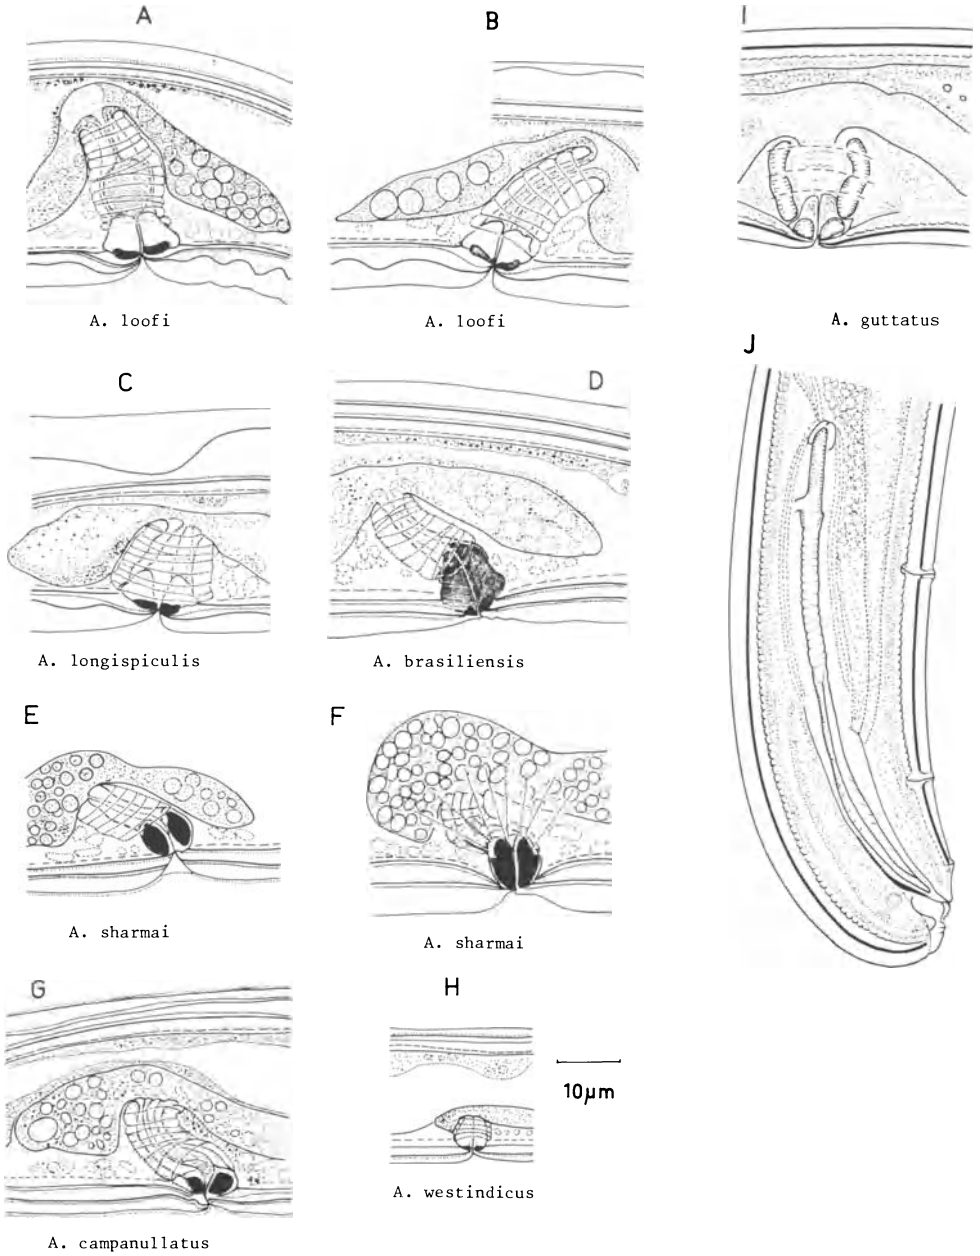 A
B
I
A. loofi
A. loofi
A. guttatus
C
D
J
A. longispiculis
A. brasiliensis
E
F
A. sharmai
A. sharmai
G
H
10µm
A. westindicus
A. campanullatus